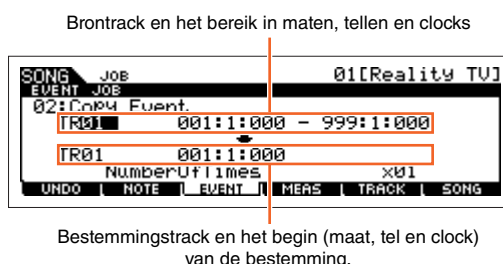 Brontrack en het bereik in maten, tellen en clocks
SONG JOB 01[Reality TV]
EVENT JOB
02:Copy Event
TR01 001:1:000 - 999:1:000
TR01 001:1:000
NumberOfTimes x01
UNDO NOTE EVENT MEAS TRACK SONG
Bestemmingstrack en het begin (maat, tel en clock)
van de bestemming.